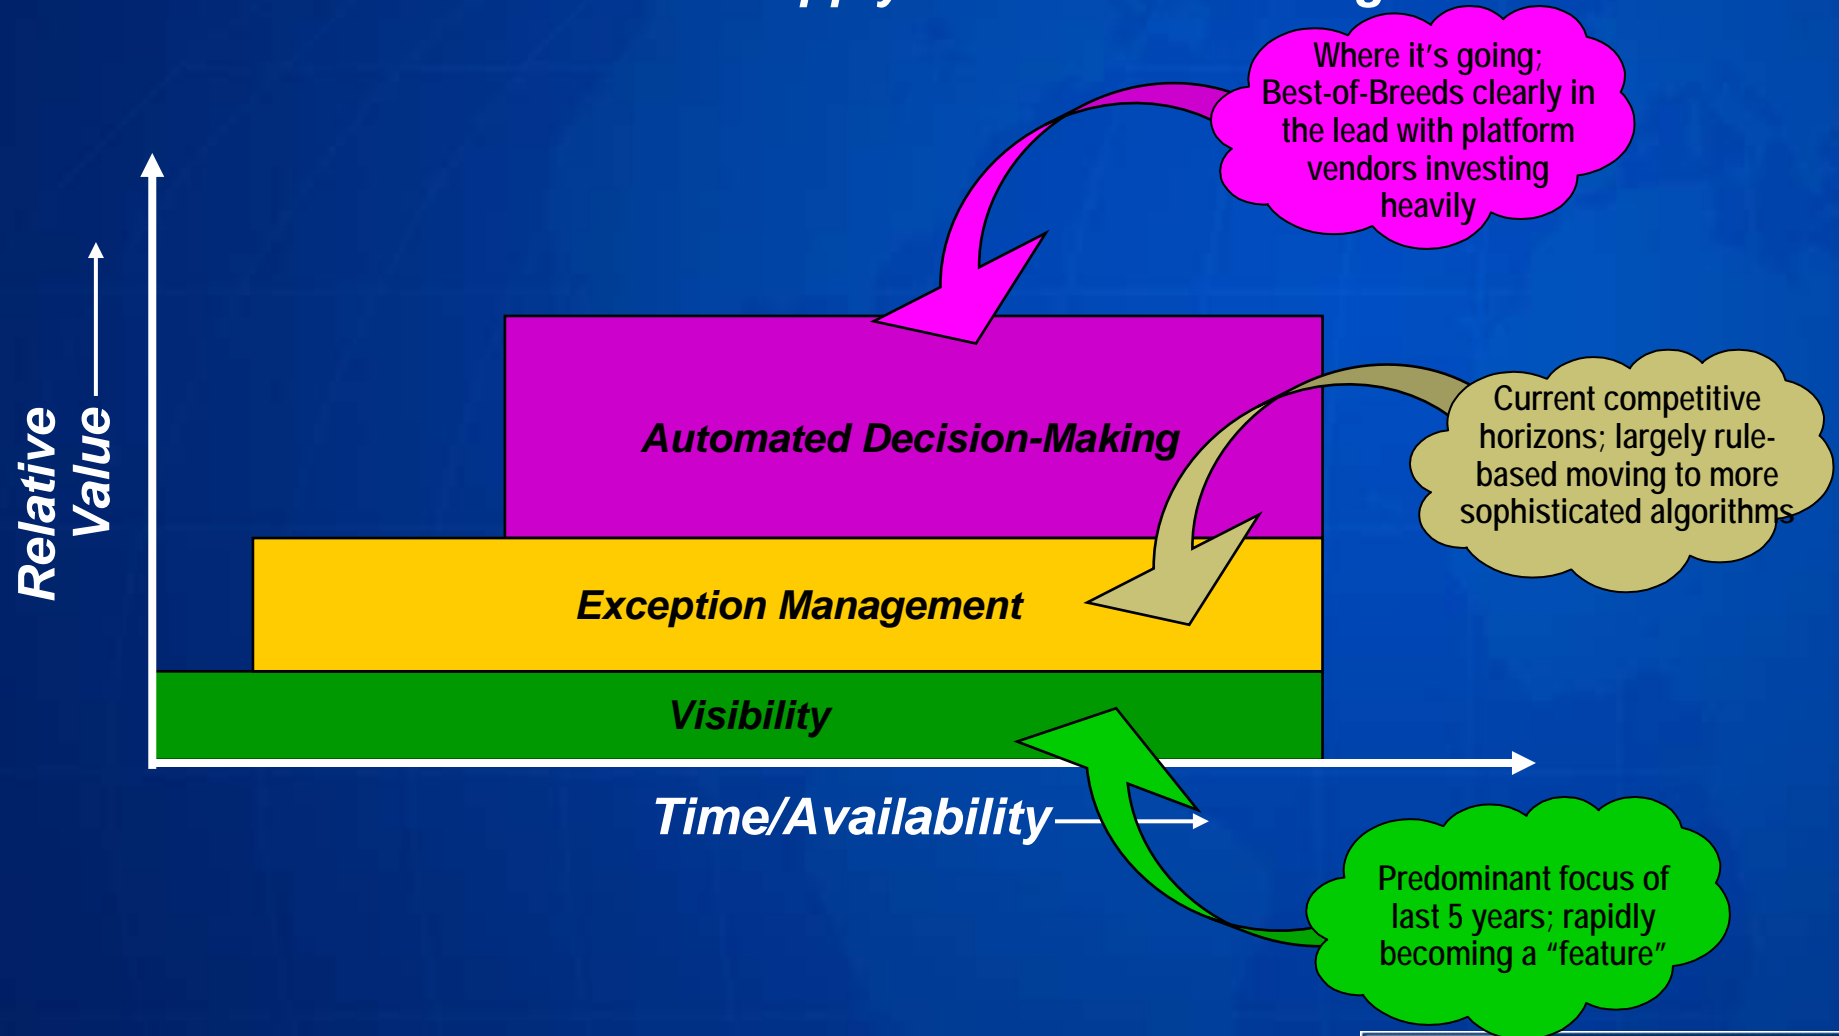 Where it's going;
Best-of-Breeds clearly in
the lead with platform
vendors investing
heavily
Relative
Value
Automated Decision-Making
Current competitive
horizons; largely rule-
based moving to more
sophisticated algorithms
Exception Management
Visibility
Time/Availability
Predominant focus of
last 5 years; rapidly
becoming a “feature”